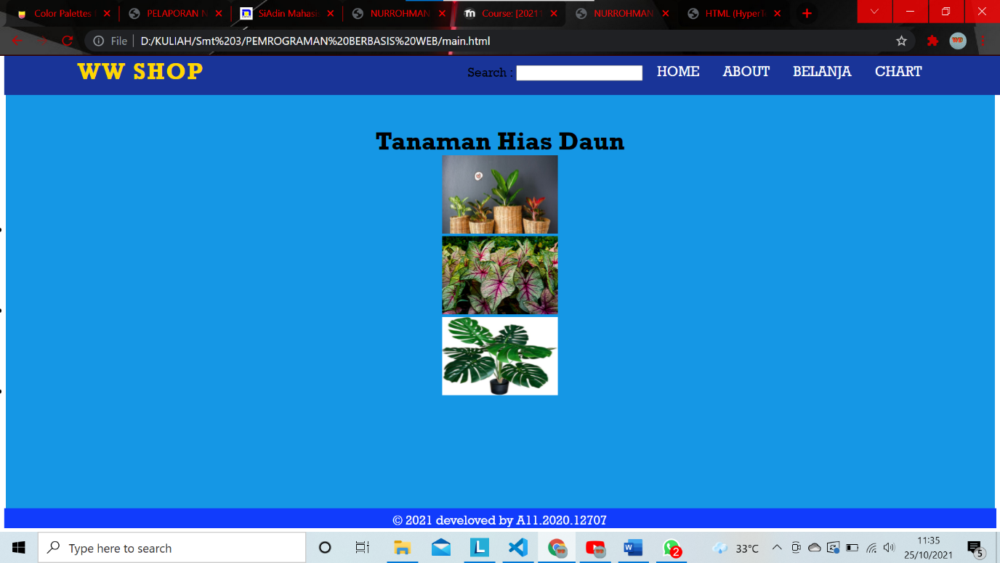 Color Palettes f
PELAPORAN N
SiAdin Mahasis
NURROHMAN
Course: [20211
NURROHMAN
HTML (HyperTe
File
D:/KULIAH/Smt%203/PEMROGRAMAN%20BERBASIS%20WEB/main.html
WW SHOP
Search :
HOME
ABOUT
BELANJA
CHART
Tanaman Hias Daun
© 2021 develoved by A11.2020.12707
Type here to search
2
33°C
11:35
25/10/2021
5